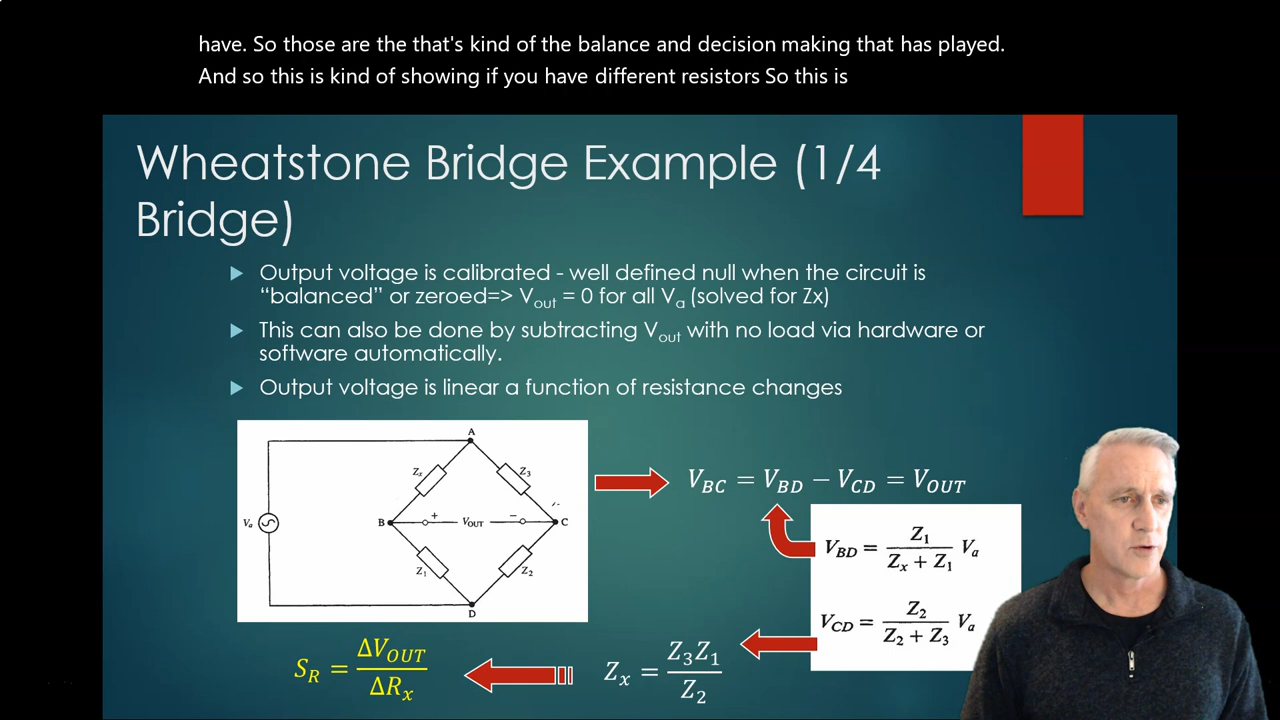 have. So those are the that's kind of the balance and decision making that has played.
And so this is kind of showing if you have different resistors So this is
Wheatstone Bridge Example (1/4
Bridge)
Output voltage is calibrated - well defined null when the circuit is
“balanced” or zeroed=> Vout = 0 for all Va (solved for Zx)
This can also be done by subtracting Vout with no load via hardware or
software automatically.
Output voltage is linear a function of resistance changes
A
Zx
Z3
Va
B
+
VOUT
−
C
Z1
Z2
D
VBC = VBD − VCD = VOUT
VBD = Z1 / (Zx + Z1) Va
VCD = Z2 / (Z2 + Z3) Va
Zx = Z3Z1 / Z2
SR = ΔVOUT / ΔRx